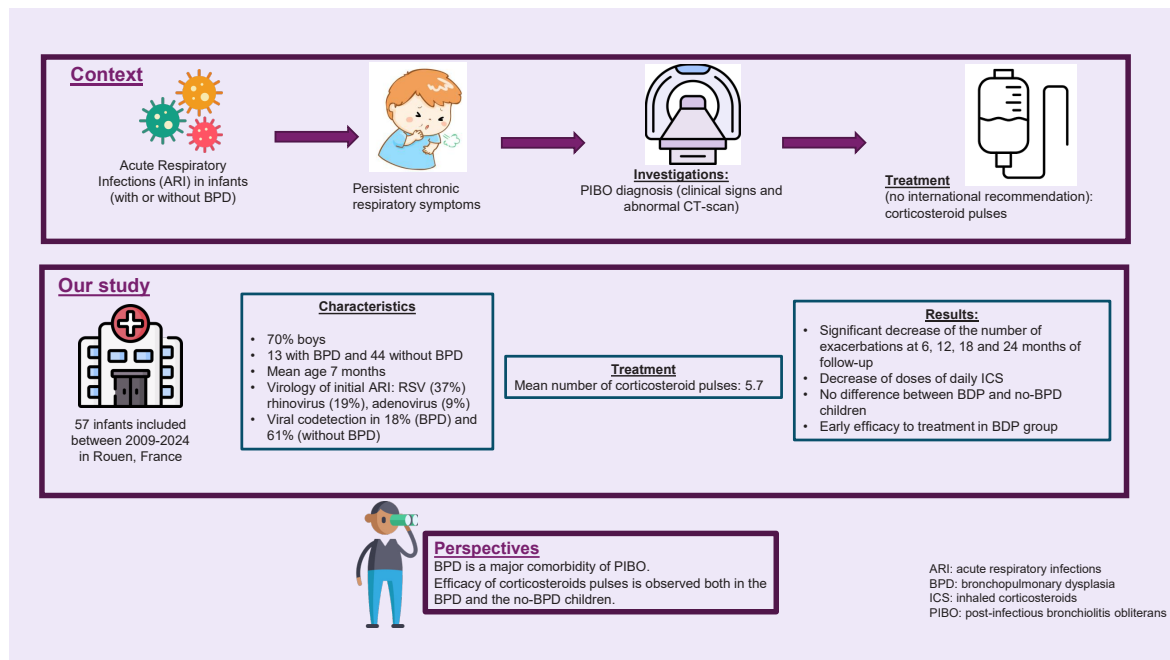 Context
Acute Respiratory
Infections (ARI) in infants
(with or without BPD)
Persistent chronic
respiratory symptoms
Investigations:
PIBO diagnosis (clinical signs and
abnormal CT-scan)
Treatment
(no international recommendation):
corticosteroid pulses
Our study
57 infants included
between 2009-2024
in Rouen, France
Characteristics
• 70% boys
• 13 with BPD and 44 without BPD
• Mean age 7 months
• Virology of initial ARI: RSV (37%)
rhinovirus (19%), adenovirus (9%)
• Viral codetection in 18% (BPD) and
61% (without BPD)
Treatment
Mean number of corticosteroid pulses: 5.7
Results:
• Significant decrease of the number of
exacerbations at 6, 12, 18 and 24 months of
follow-up
• Decrease of doses of daily ICS
• No difference between BDP and no-BPD
children
• Early efficacy to treatment in BDP group
Perspectives
BPD is a major comorbidity of PIBO.
Efficacy of corticosteroids pulses is observed both in the
BPD and the no-BPD children.
ARI: acute respiratory infections
BPD: bronchopulmonary dysplasia
ICS: inhaled corticosteroids
PIBO: post-infectious bronchiolitis obliterans